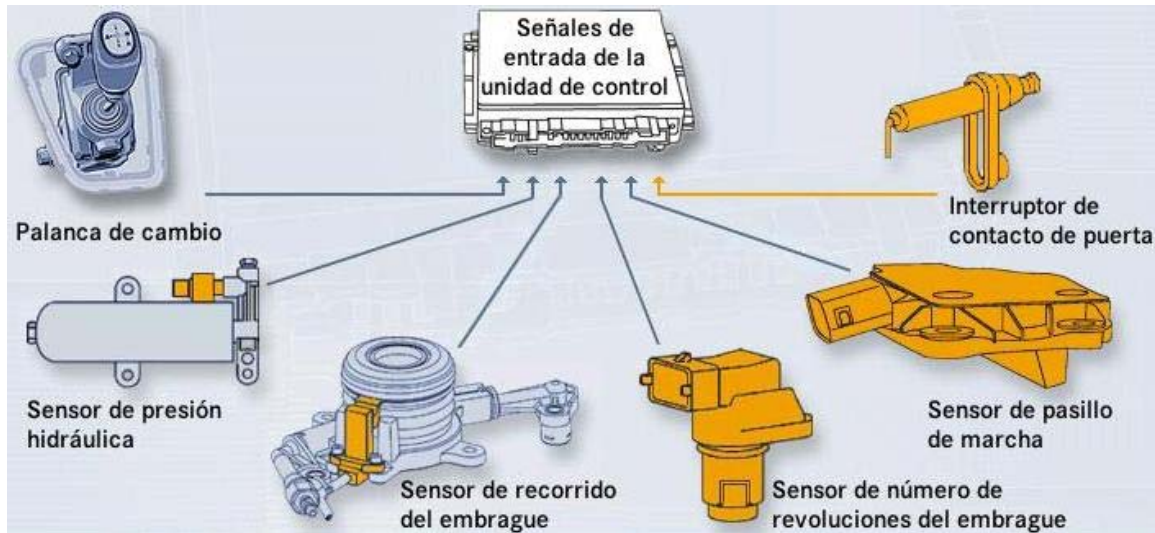 Señales de
entrada de la
unidad de control
Palanca de cambio
Interruptor de
contacto de puerta
Sensor de presión
hidráulica
Sensor de recorrido
del embrague
Sensor de número de
revoluciones del embrague
Sensor de pasillo
de marcha